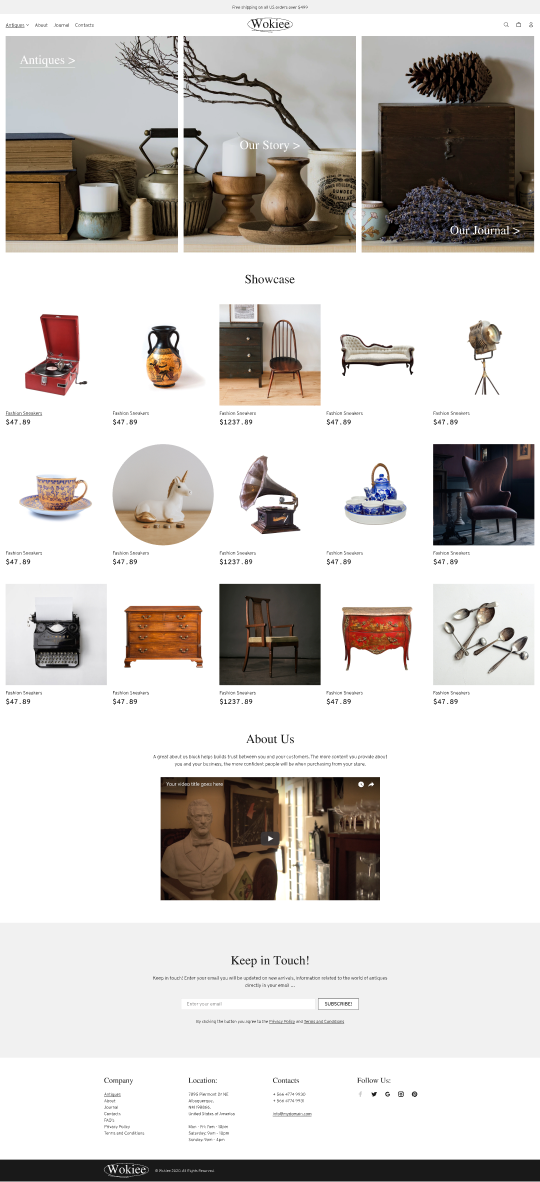 Free shipping on all US orders over $499
Antiques About Journal Contacts
Wokiee
Antiques >
Our Story >
Our Journal >
Showcase
Fashion Sneakers
$47.89
Fashion Sneakers
$47.89
Fashion Sneakers
$1237.89
Fashion Sneakers
$47.89
Fashion Sneakers
$47.89
Fashion Sneakers
$47.89
Fashion Sneakers
$47.89
Fashion Sneakers
$1237.89
Fashion Sneakers
$47.89
Fashion Sneakers
$47.89
Fashion Sneakers
$47.89
Fashion Sneakers
$47.89
Fashion Sneakers
$1237.89
Fashion Sneakers
$47.89
Fashion Sneakers
$47.89
About Us
A great about us block helps builds trust between you and your customers. The more content you provide about
you and your business, the more confident people will be when purchasing from your store.
Your video title goes here
Keep in Touch!
Keep in touch! Enter your email you will be updated on new arrivals, information related to the world of antiques
directly in your email ...
Enter your email
SUBSCRIBE!
By clicking the button you agree to the Privacy Policy and Terms and Conditions
Company
Antiques
About
Journal
Contacts
FAQs
Privacy Policy
Terms and Conditions
Location:
7895 Piermont Dr NE
Albuquerque,
United States of America
Mon - Fri: 9am - 10pm
Saturday: 9am - 10pm
Sunday: 9am - 4pm
Contacts
+ 566 4774 9930
+ 566 4774 9931
info@mydomain.com
Follow Us:
Wokiee
© Wokiee 2020. All Rights Reserved.